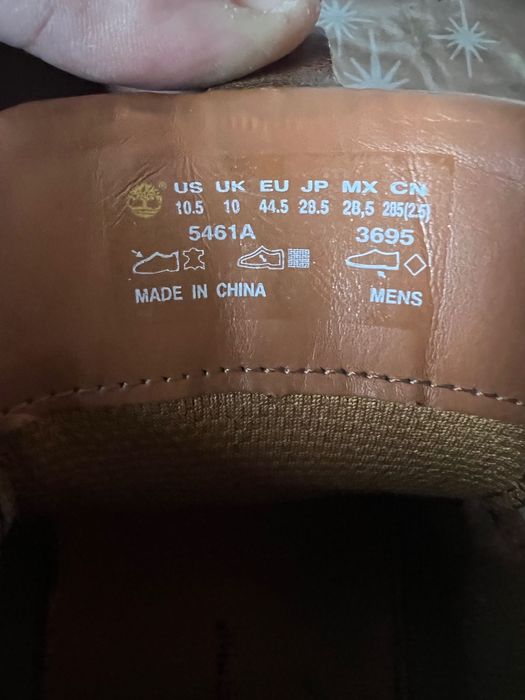 US UK EU JP MX CN
10.5 10 44.5 28.5 28,5 285(2.5)
5461A 3695
MADE IN CHINA MENS